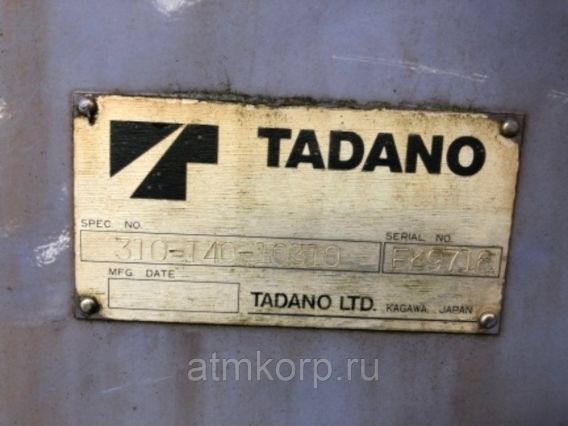 TADANO
SPEC. NO.
SERIAL NO.
MFG. DATE
TADANO LTD. KAGAWA, JAPAN
atmkorp.ru